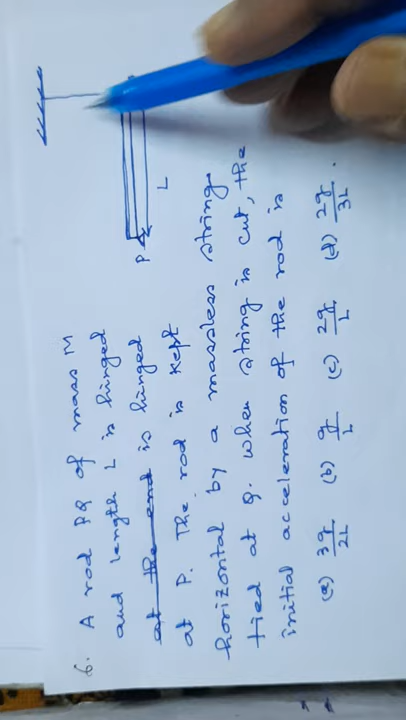 6. A rod PQ of mass M
and length L is hinged
at the end is hinged
at P. The rod is kept
horizontal by a massless string
tied at Q. When string is cut, the
initial acceleration of the rod is
(a) 3g/2L (b) g/L (c) 2g/L (d) 2g/3L.
P
L